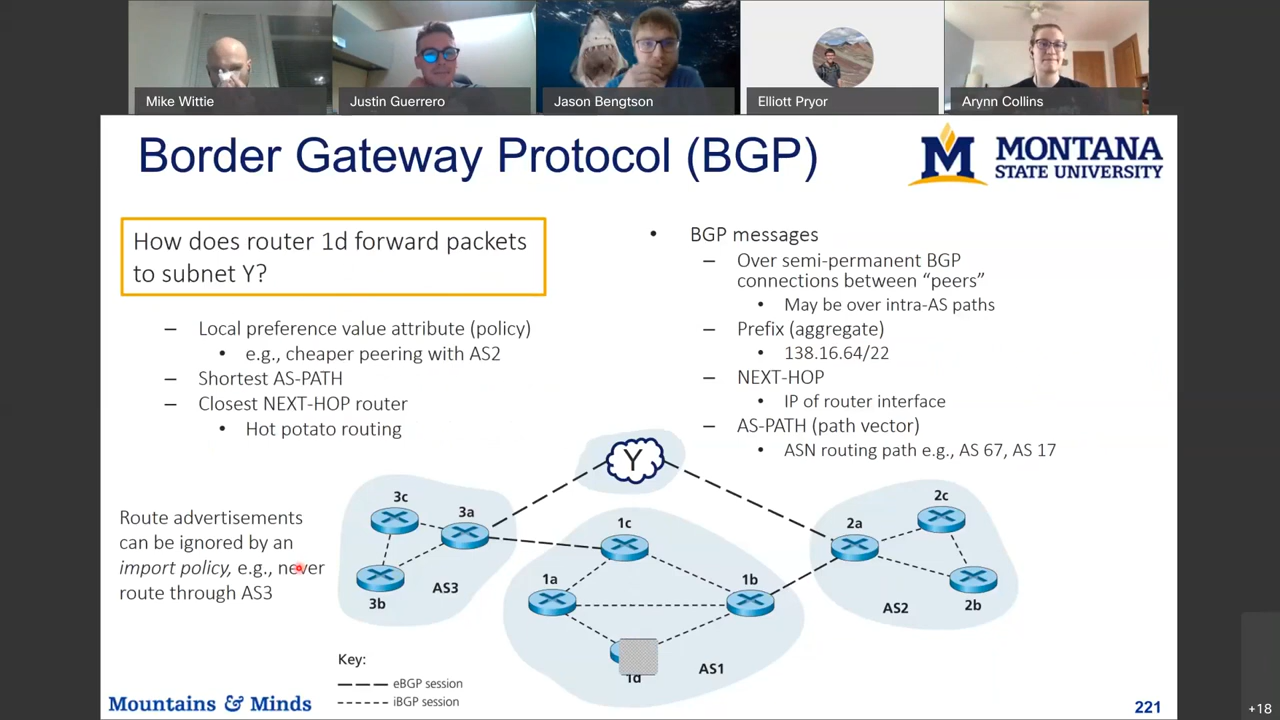 Mike Wittie
Justin Guerrero
Jason Bengtson
Elliott Pryor
Arynn Collins
Border Gateway Protocol (BGP)
M MONTANA
STATE UNIVERSITY
How does router 1d forward packets
to subnet Y?
– Local preference value attribute (policy)
• e.g., cheaper peering with AS2
– Shortest AS-PATH
– Closest NEXT-HOP router
• Hot potato routing
• BGP messages
– Over semi-permanent BGP
connections between “peers”
• May be over intra-AS paths
– Prefix (aggregate)
• 138.16.64/22
– NEXT-HOP
• IP of router interface
– AS-PATH (path vector)
• ASN routing path e.g., AS 67, AS 17
Route advertisements
can be ignored by an
import policy, e.g., never
route through AS3
Y
3c
3a
3b
AS3
1c
1a
1b
1d
AS1
2c
2a
2b
AS2
Key:
eBGP session
iBGP session
Mountains & Minds
221
+18